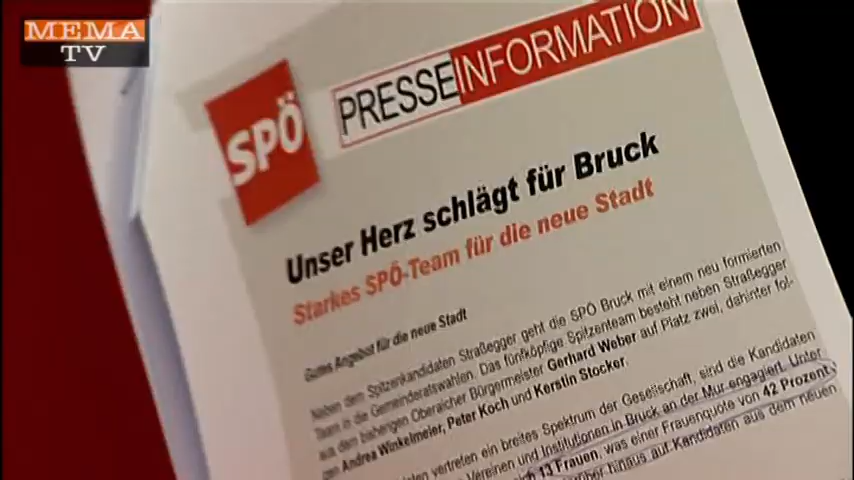 MEMA
TV
SPÖ
PRESSEINFORMATION
Unser Herz schlägt für Bruck
Starkes SPÖ-Team für die neue Stadt
Gutes Angebot für die neue Stadt
Neben dem Spitzenkandidaten Straßegger geht die SPÖ Bruck mit einem neu formierten
Team in die Gemeinderatswahlen. Das fünfköpfige Spitzenteam besteht neben Straßegger
aus dem bisherigen Oberaicher Bürgermeister Gerhard Weber auf Platz zwei, dahinter fol-
gen Andrea Winkelmeier, Peter Koch und Kerstin Stocker.
vertreten ein breites Spektrum der Gesellschaft, sind die Kandidaten
Vereinen und Institutionen in Bruck an der Mur engagiert. Unter
13 Frauen, was einer Frauenquote von 42 Prozent
hinaus auf Kandidaten aus dem neuen